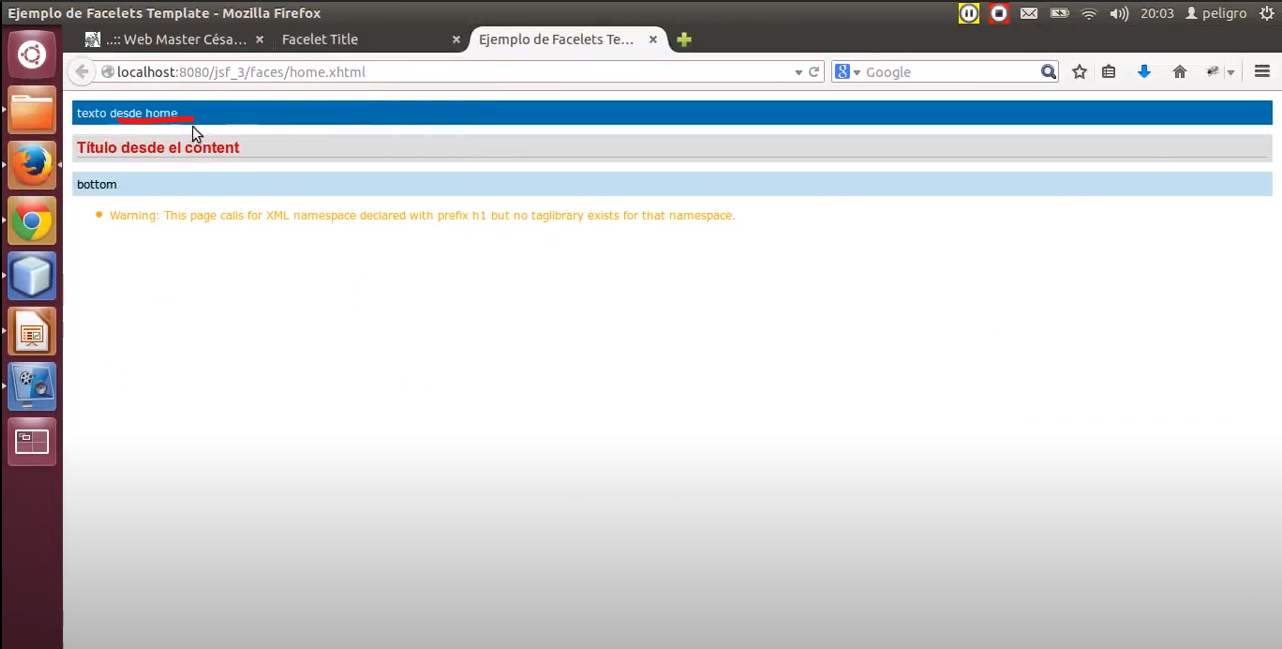 Ejemplo de Facelets Template - Mozilla Firefox
20:03 peligro
..:: Web Master Césa...
Facelet Title
Ejemplo de Facelets Te...
localhost:8080/jsf_3/faces/home.xhtml
Google
texto desde home
Título desde el content
bottom
Warning: This page calls for XML namespace declared with prefix h1 but no taglibrary exists for that namespace.